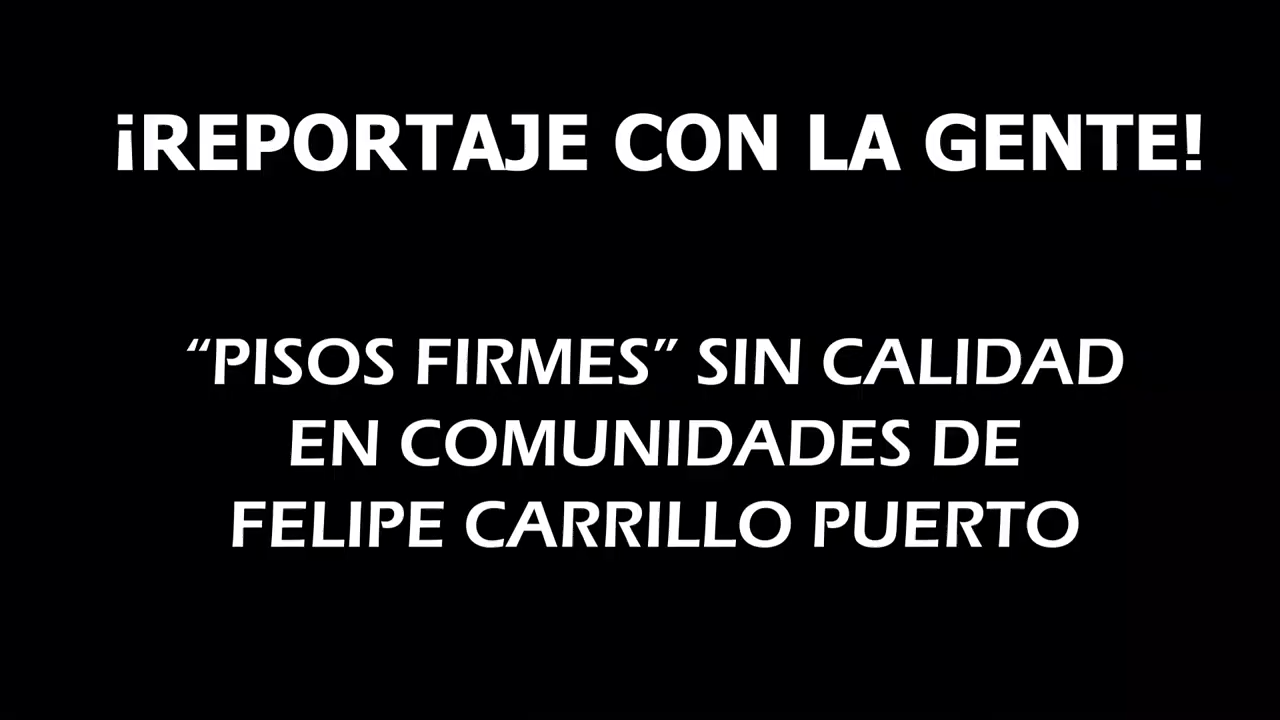 ¡REPORTAJE CON LA GENTE!
“PISOS FIRMES” SIN CALIDAD
EN COMUNIDADES DE
FELIPE CARRILLO PUERTO